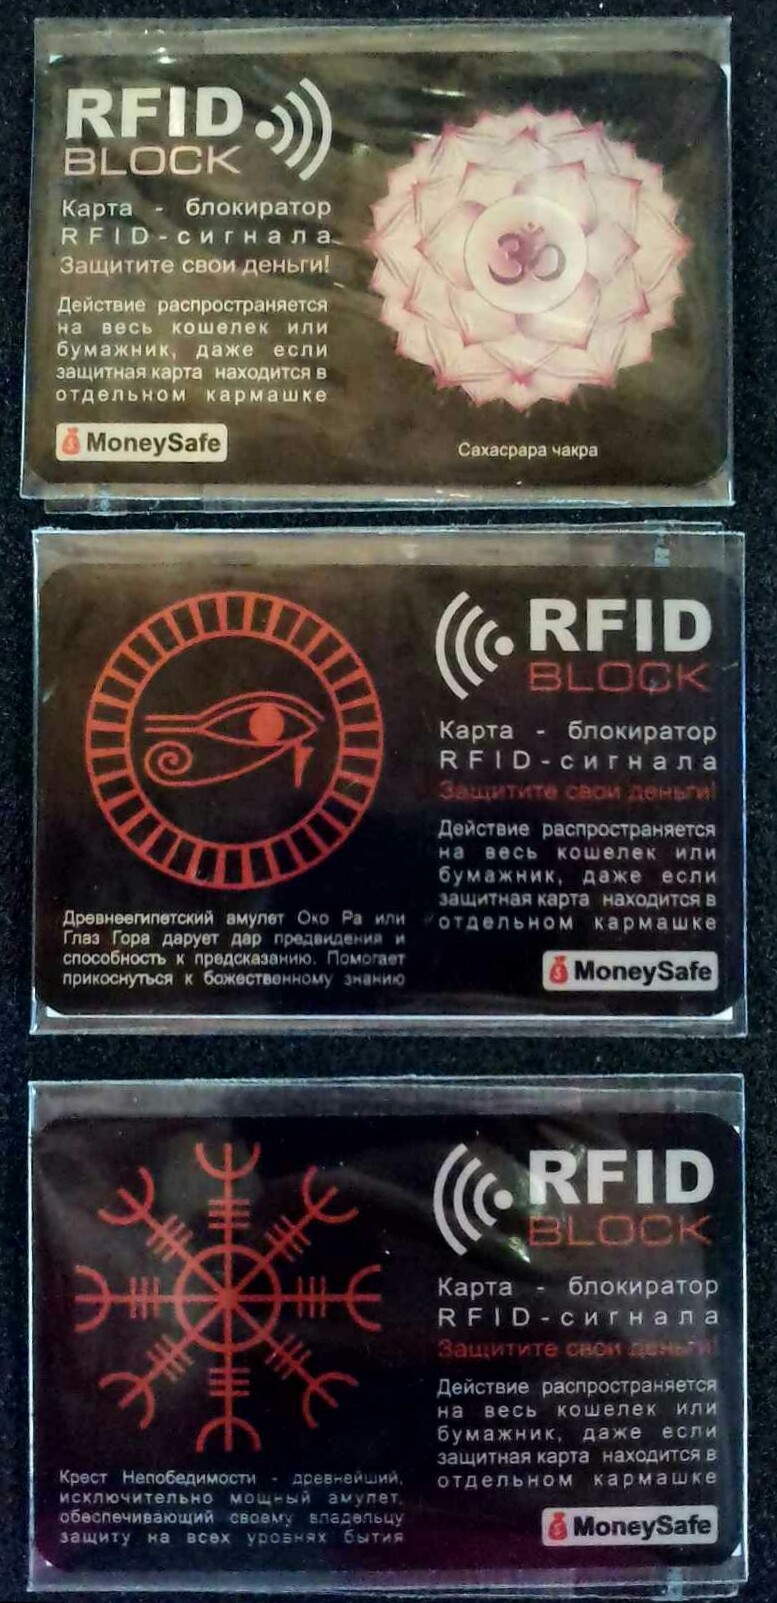 RFID
BLOCK
Карта - блокиратор
RFID-сигнала
Защитите свои деньги!
Действие распространяется
на весь кошелек или
бумажник, даже если
защитная карта находится в
отдельном кармашке
MoneySafe
Сахасрара чакра
RFID
BLOCK
Карта - блокиратор
RFID-сигнала
Защитите свои деньги!
Действие распространяется
на весь кошелек или
бумажник, даже если
защитная карта находится в
отдельном кармашке
MoneySafe
Древнеегипетский амулет Око Ра или
Глаз Гора дарует дар предвидения и
способность к предсказанию. Помогает
прикоснуться к божественному знанию
RFID
BLOCK
Карта - блокиратор
RFID-сигнала
Защитите свои деньги!
Действие распространяется
на весь кошелек или
бумажник, даже если
защитная карта находится в
отдельном кармашке
MoneySafe
Крест Непобедимости - древнейший,
исключительно мощный амулет,
обеспечивающий своему владельцу
защиту на всех уровнях бытия